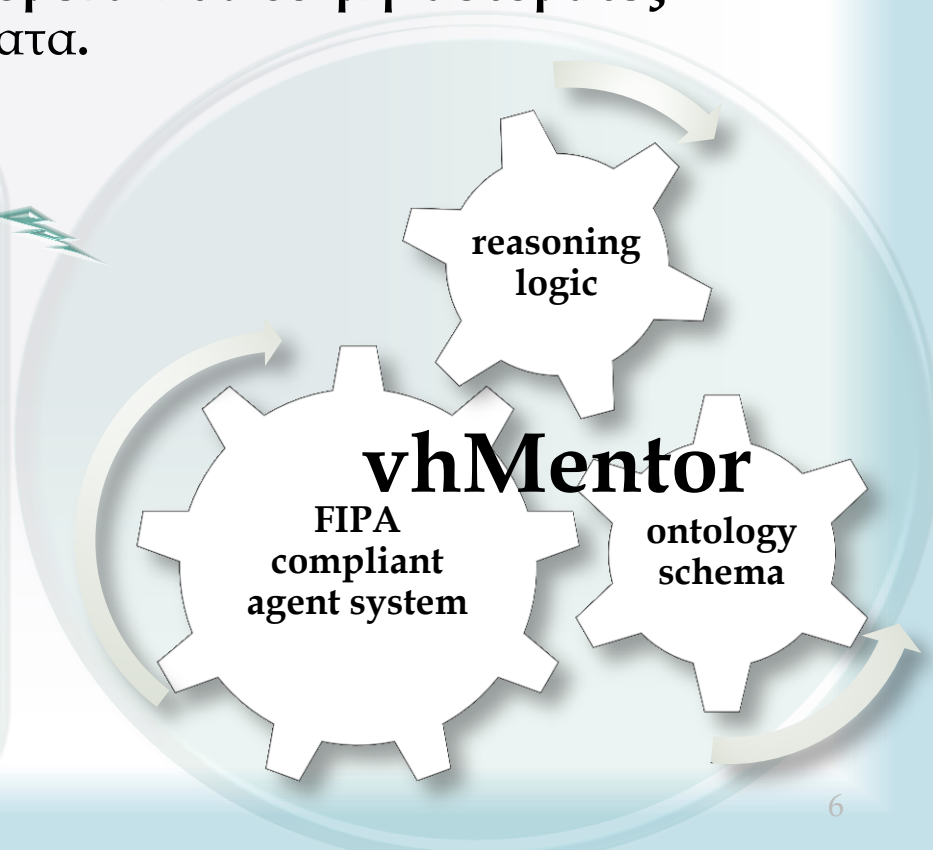 ατα.
reasoning
logic
vhMentor
FIPA
compliant
agent system
ontology
schema
6